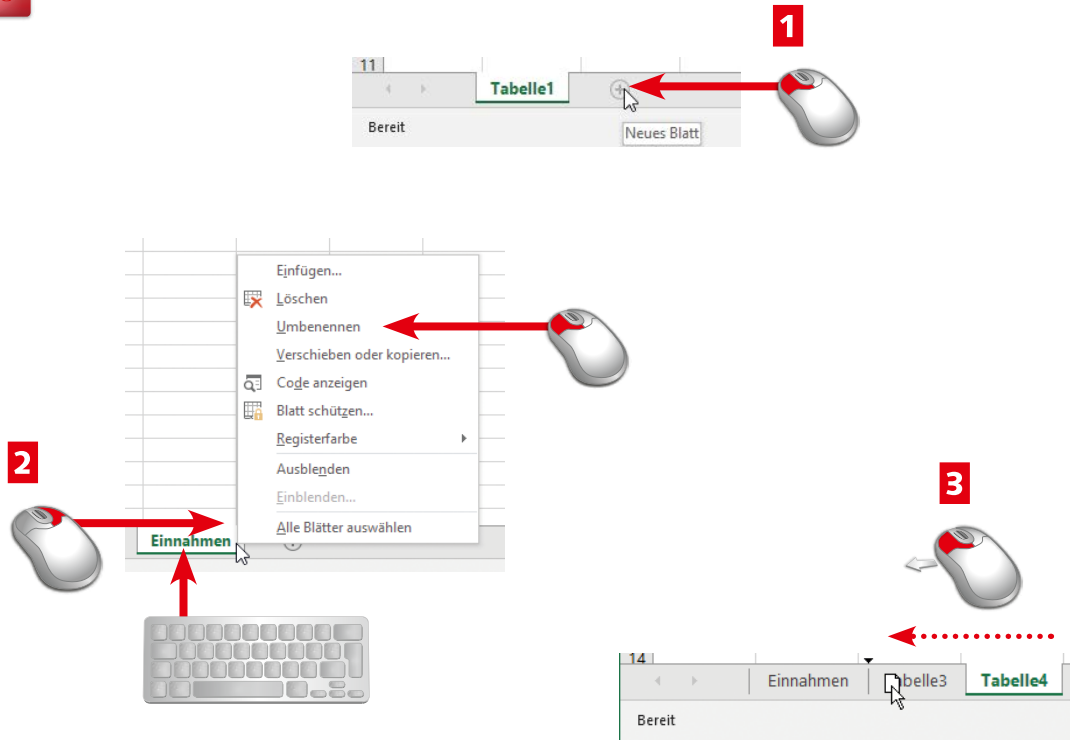 1
11
Tabelle1
Bereit
Neues Blatt
Einfügen...
Löschen
Umbenennen
Verschieben oder kopieren...
Code anzeigen
Blatt schützen...
Registerfarbe
Ausblenden
Einblenden...
Alle Blätter auswählen
2
Einnahmen
3
14
Einnahmen
Tabelle4
Bereit